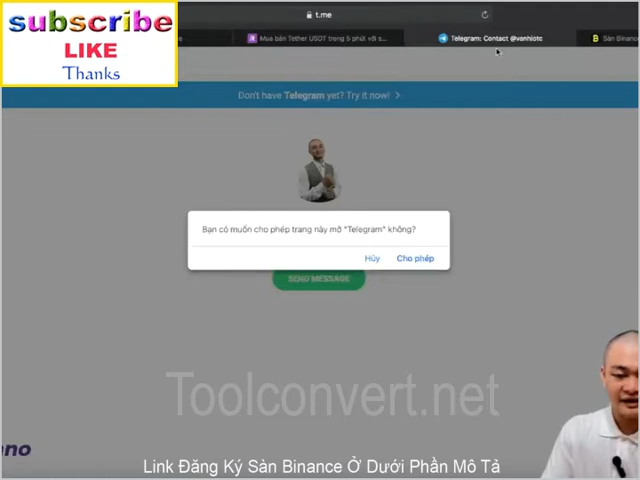 subscribe
LIKE
Thanks
t.me
Mua bán Tether USDT trong 5 phút với s...
Telegram: Contact @vanhiotc
Sàn Binance
Don't have Telegram yet? Try it now!
Bạn có muốn cho phép trang này mở "Telegram" không?
Hủy
Cho phép
SEND MESSAGE
Toolconvert.net
Link Đăng Ký Sàn Binance Ở Dưới Phần Mô Tả